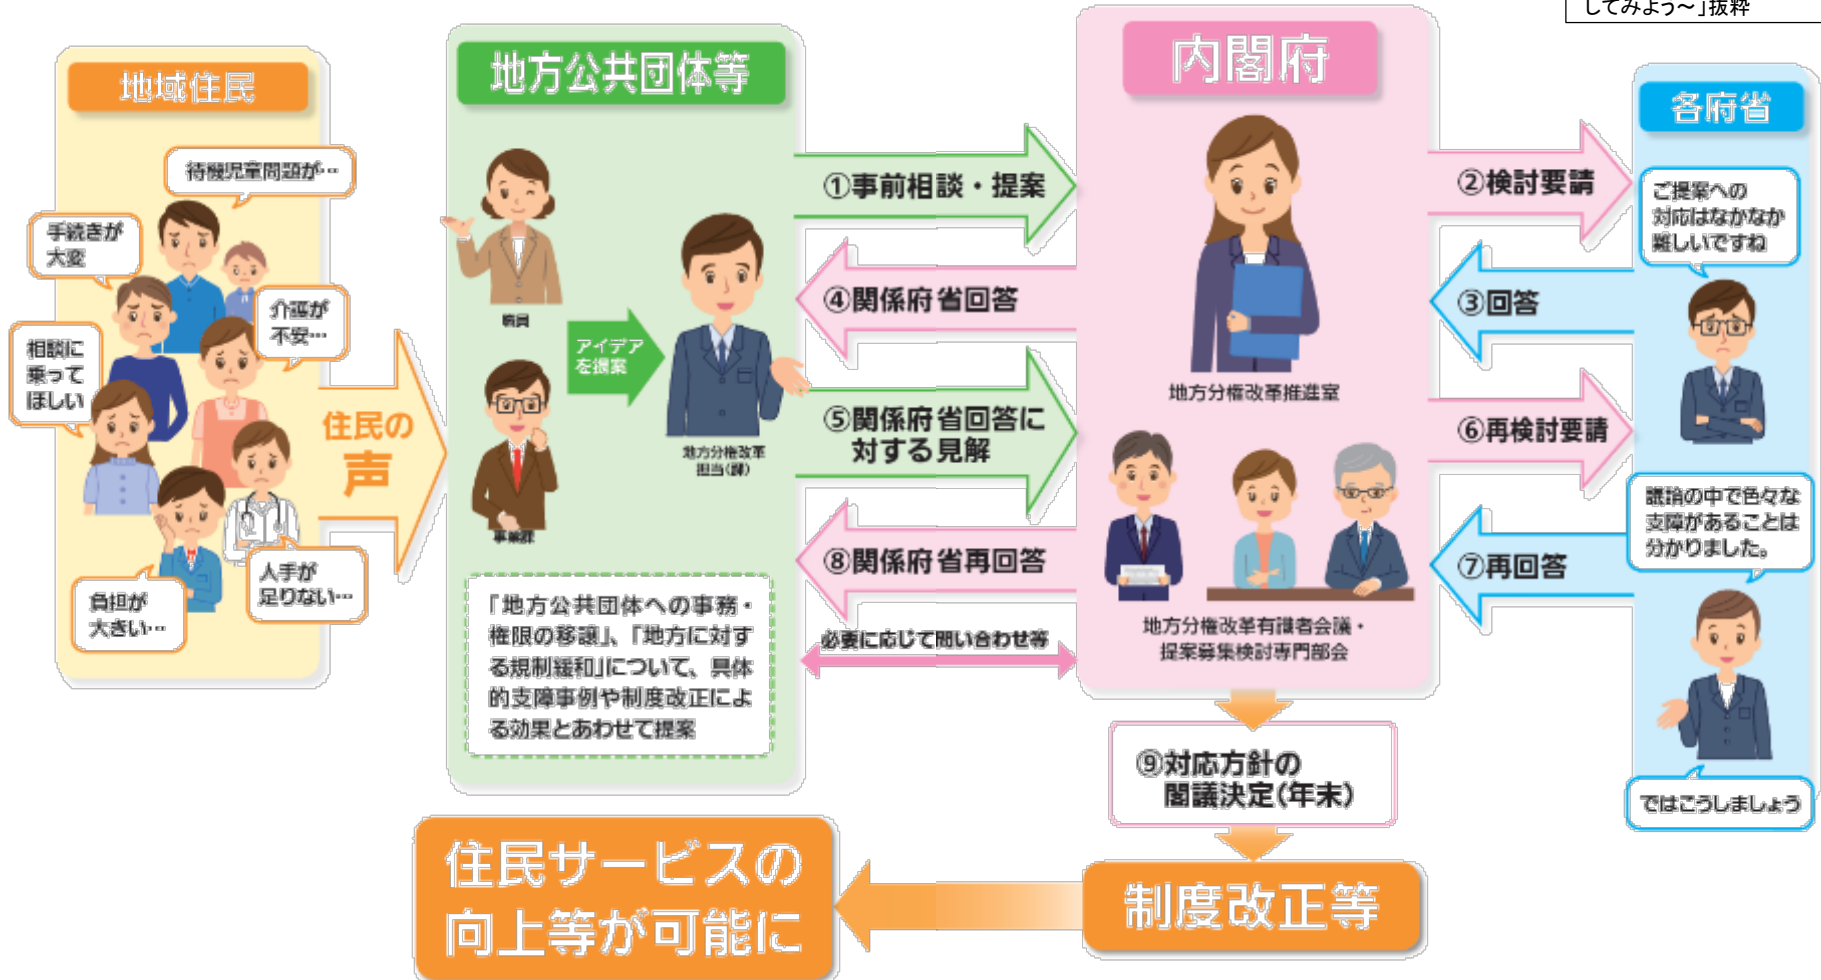 してみよう～」抜粋
地域住民
待機児童問題が…
手続きが
大変
介護が
不安…
相談に
乗って
ほしい
人手が
足りない…
負担が
大きい…
住民の
声
地方公共団体等
職員
アイデア
を提案
事業課
地方分権改革
担当(課)
「地方公共団体への事務・
権限の移譲」、「地方に対す
る規制緩和」について、具体
的支障事例や制度改正によ
る効果とあわせて提案
①事前相談・提案
④関係府省回答
⑤関係府省回答に
対する見解
⑧関係府省再回答
必要に応じて問い合わせ等
内閣府
地方分権改革推進室
地方分権改革有識者会議・
提案募集検討専門部会
②検討要請
③回答
⑥再検討要請
⑦再回答
各府省
ご提案への
対応はなかなか
難しいですね
議論の中で色々な
支障があることは
分かりました。
ではこうしましょう
⑨対応方針の
閣議決定(年末)
制度改正等
住民サービスの
向上等が可能に